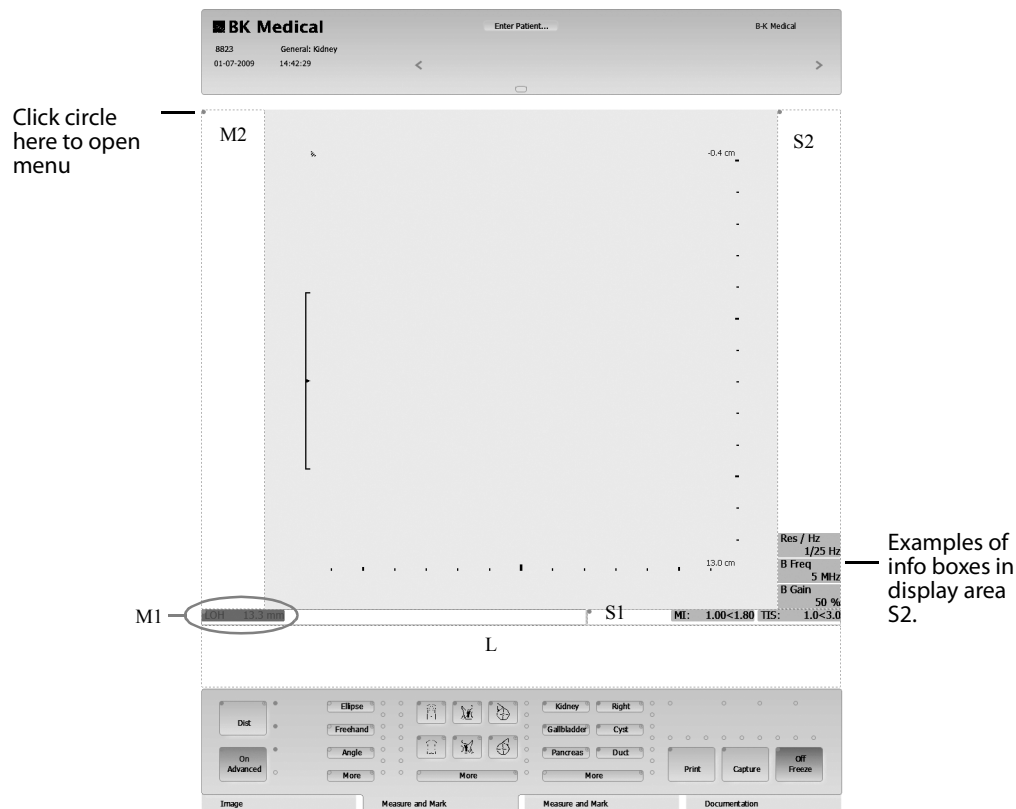 BK Medical
Enter Patient...
B-K Medical
8823 General: Kidney
01-07-2009 14:42:29 < >
Click circle
here to open
menu
M2
S2
-0.4 cm
Res / Hz
1/25 Hz
B Freq
5 MHz
B Gain
50 %
13.0 cm
Examples of
info boxes in
display area
S2.
M1
LOH 13.3 mm
S1
MI: 1.00<1.80 TIS: 1.0<3.0
L
Dist
On
Advanced
Ellipse
Freehand
Angle
More
More
Kidney Right
Gallbladder Cyst
Pancreas Duct
More
Print
Capture
Off
Freeze
Image
Measure and Mark
Measure and Mark
Documentation